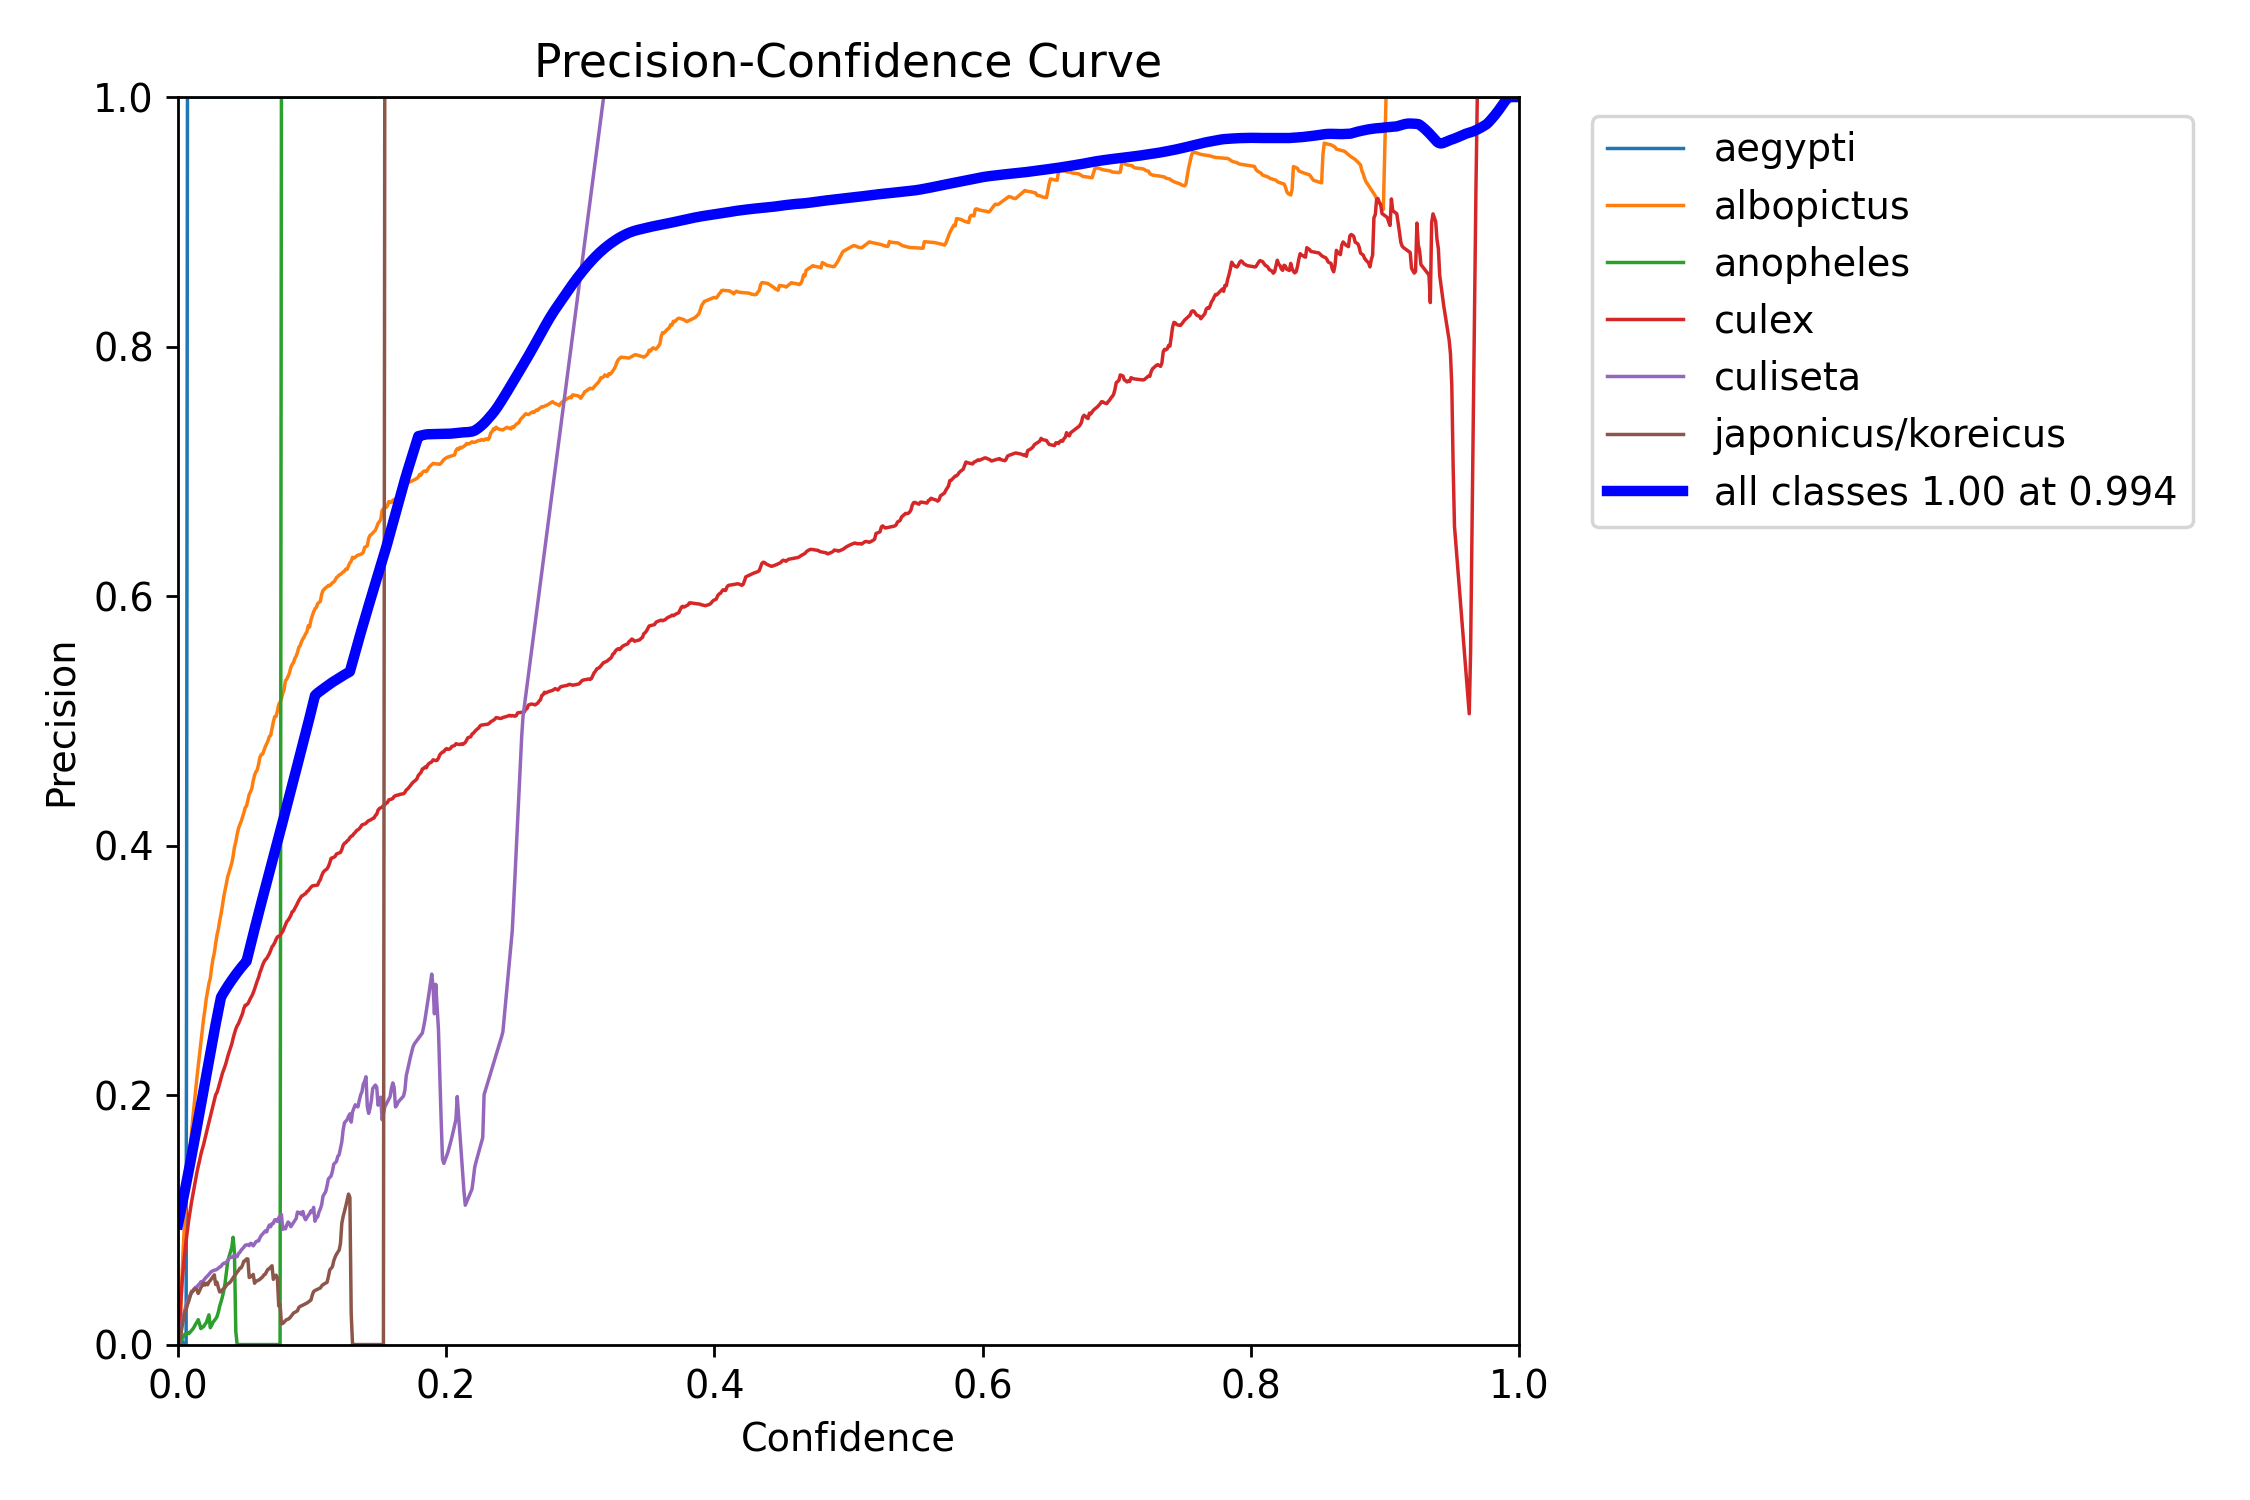 Precision-Confidence Curve
1.0
0.8
0.6
0.4
0.2
0.0
Precision
0.0 0.2 0.4 0.6 0.8 1.0
Confidence
aegypti
albopictus
anopheles
culex
culiseta
japonicus/koreicus
all classes 1.00 at 0.994